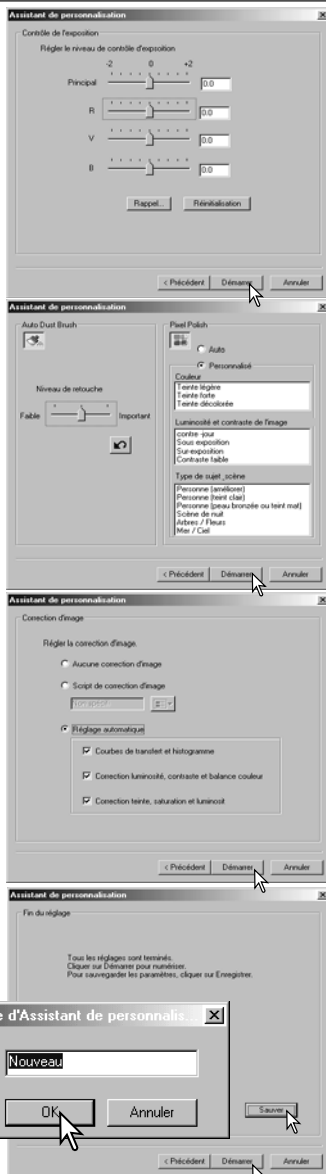 Assistant de personnalisation
Contrôle de l'exposition
Régler le niveau de contrôle d'expsoition
-2 0 +2
Principal 0.0
R 0.0
V 0.0
B 0.0
Rappel... Réinitialisation
< Précédent Démarrer Annuler
Assistant de personnalisation
Auto Dust Brush
Niveau de retouche
Faible Important
Pixel Polish
Auto
Personnalisé
Couleur
Teinte légère
Teinte forte
Teinte décolorée
Luminosité et contraste de l'image
contre -jour
Sous exposition
Sur-exposition
Contraste faible
Type de sujet_scène
Personne (améliorer)
Personne (teint clair)
Personne (peau bronzée ou teint mat)
Scène de nuit
Arbres / Fleurs
Mer / Ciel
< Précédent Démarrer Annuler
Assistant de personnalisation
Correction d'image
Régler la correction d'image.
Aucune correction d'image
Script de correction d'image
Réglage automatique
Courbes de transfert et histogramme
Correction luminosité, contraste et balance couleur
Correction teinte, saturation et luminosit
< Précédent Démarrer Annuler
Assistant de personnalisation
Fin du réglage
Tous les réglages sont terminés.
Cliquer sur Démarrer pour numériser.
Pour sauvegarder les paramètres, cliquer sur Enregistrer.
d'Assistant de personnalis...
Nouveau
OK Annuler
Sauver
< Précédent Démarrer Annuler